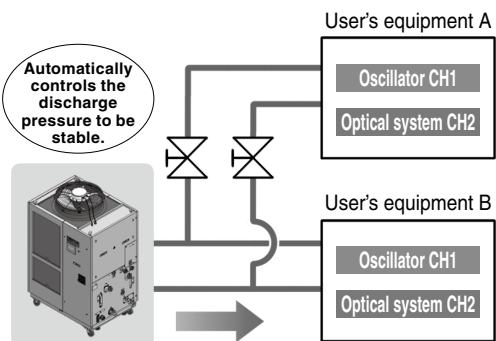 User's equipment A
Oscillator CH1
Optical system CH2
Automatically
controls the
discharge
pressure to be
stable.
User's equipment B
Oscillator CH1
Optical system CH2